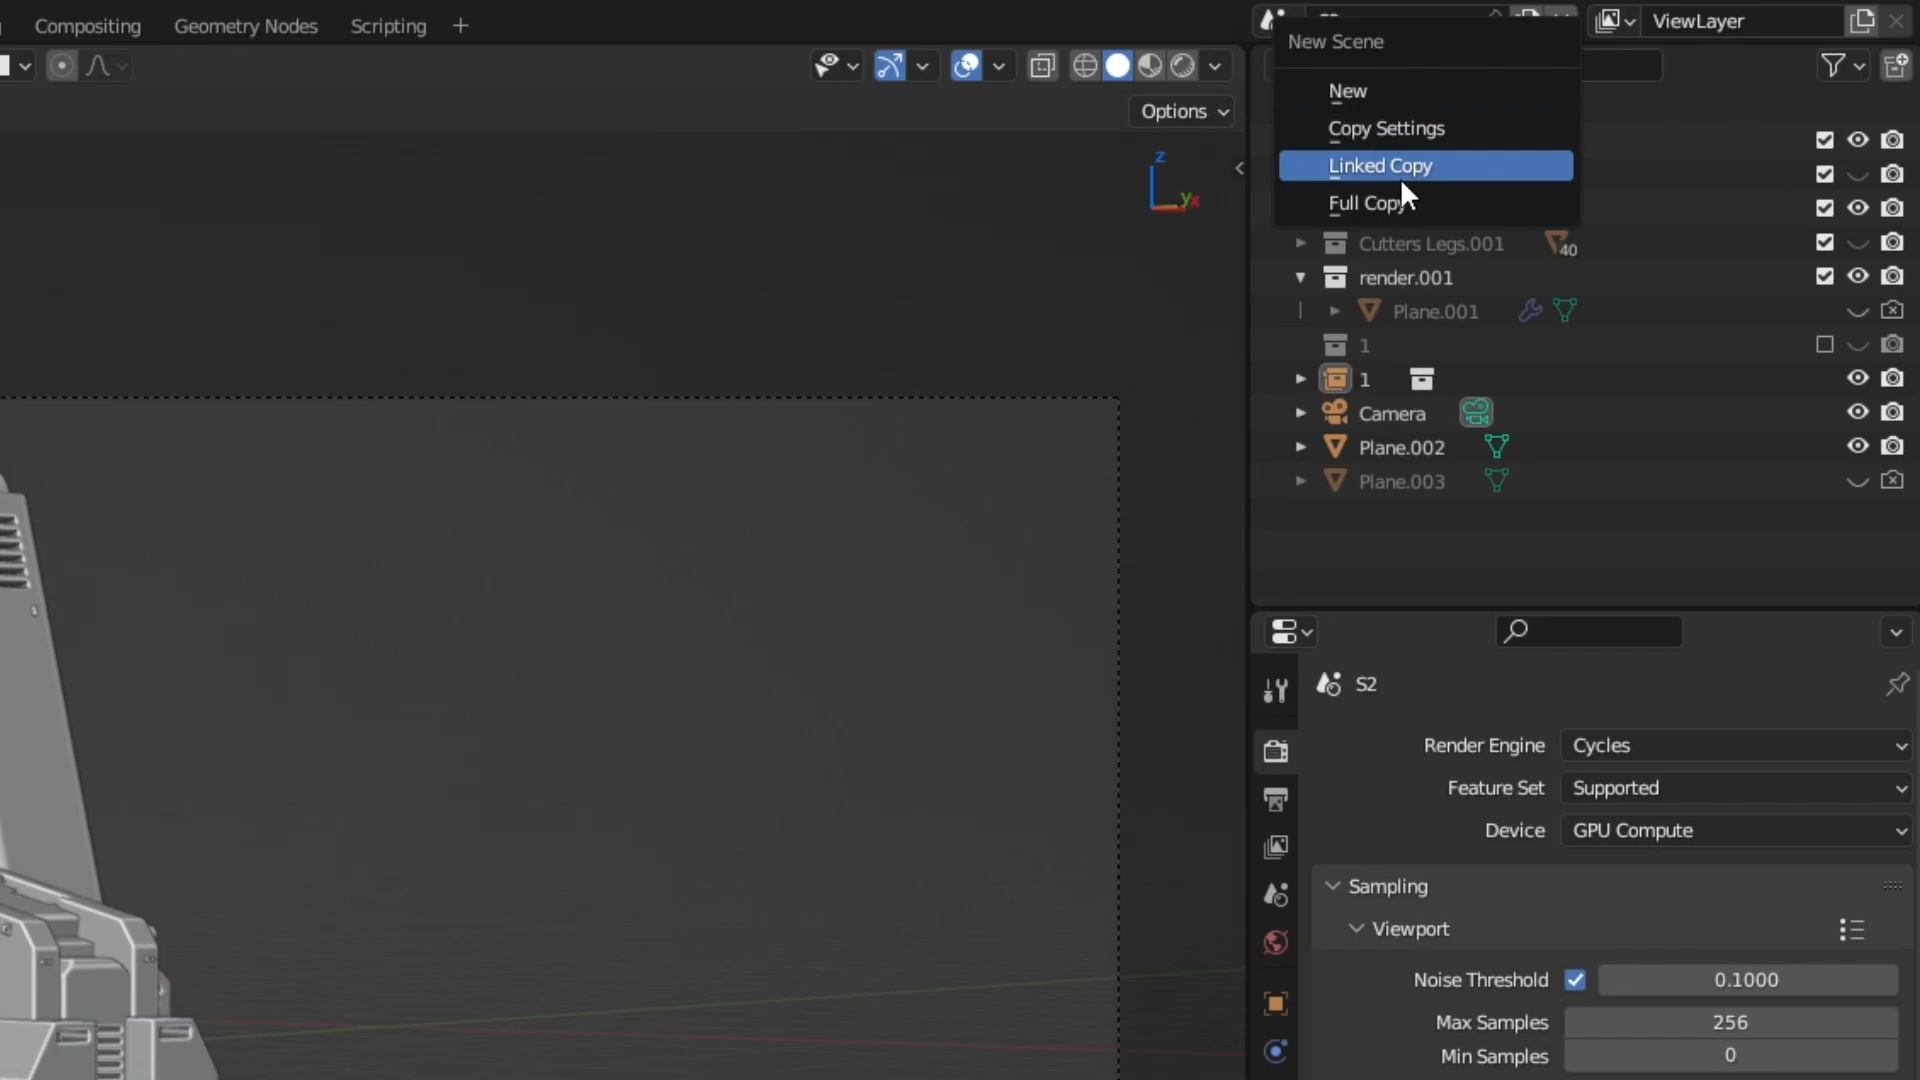 Compositing Geometry Nodes Scripting +
ViewLayer
New Scene
New
Copy Settings
Linked Copy
Full Copy
Options
Z
Y X
Cutters Legs.001 40
render.001
Plane.001
1
1
Camera
Plane.002
Plane.003
S2
Render Engine Cycles
Feature Set Supported
Device GPU Compute
Sampling
Viewport
Noise Threshold 0.1000
Max Samples 256
Min Samples 0